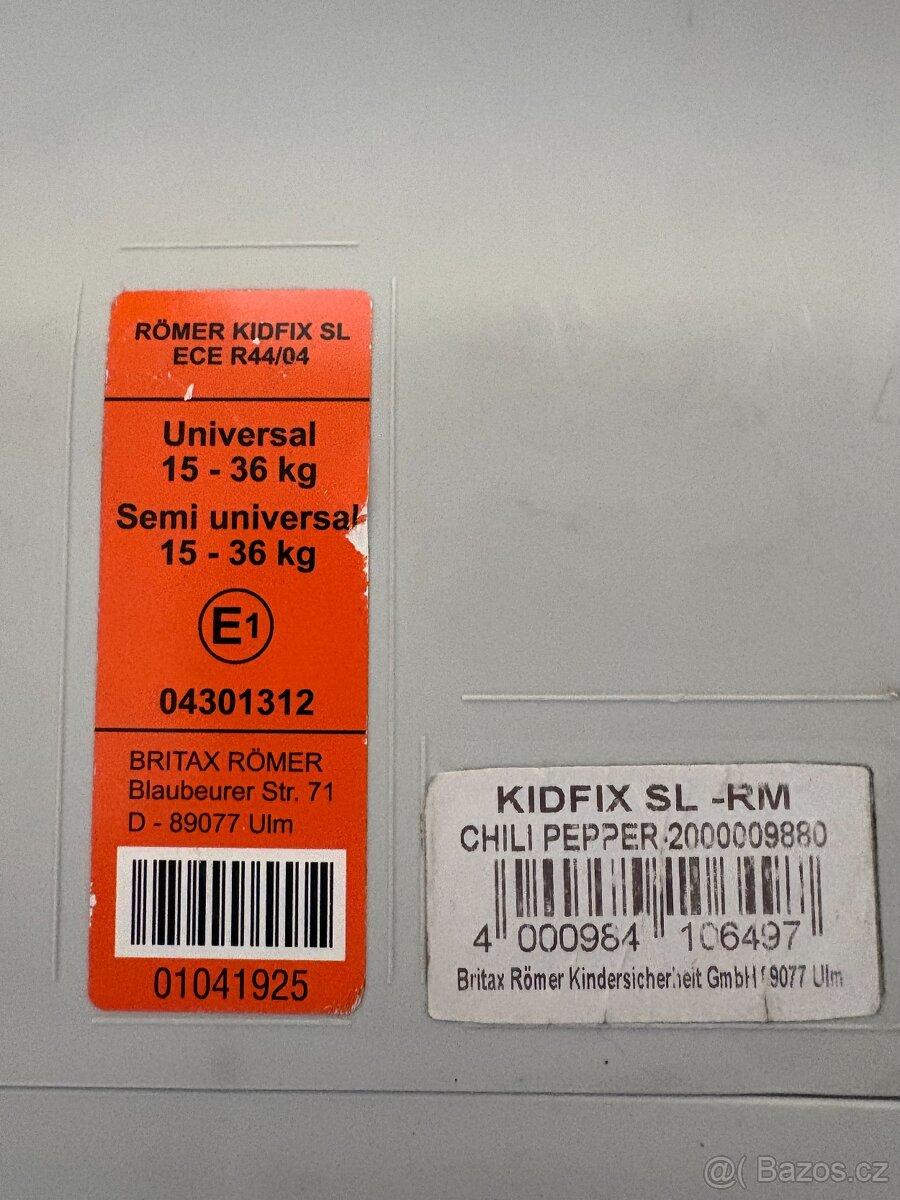 RÖMER KIDFIX SL
ECE R44/04
Universal
15 - 36 kg
Semi universal
15 - 36 kg
E1
04301312
BRITAX RÖMER
Blaubeurer Str. 71
D - 89077 Ulm
01041925
KIDFIX SL -RM
CHILI PEPPER 2000009880
4 000984 106497
Britax Römer Kindersicherheit GmbH 89077 Ulm
@( Bazos.cz